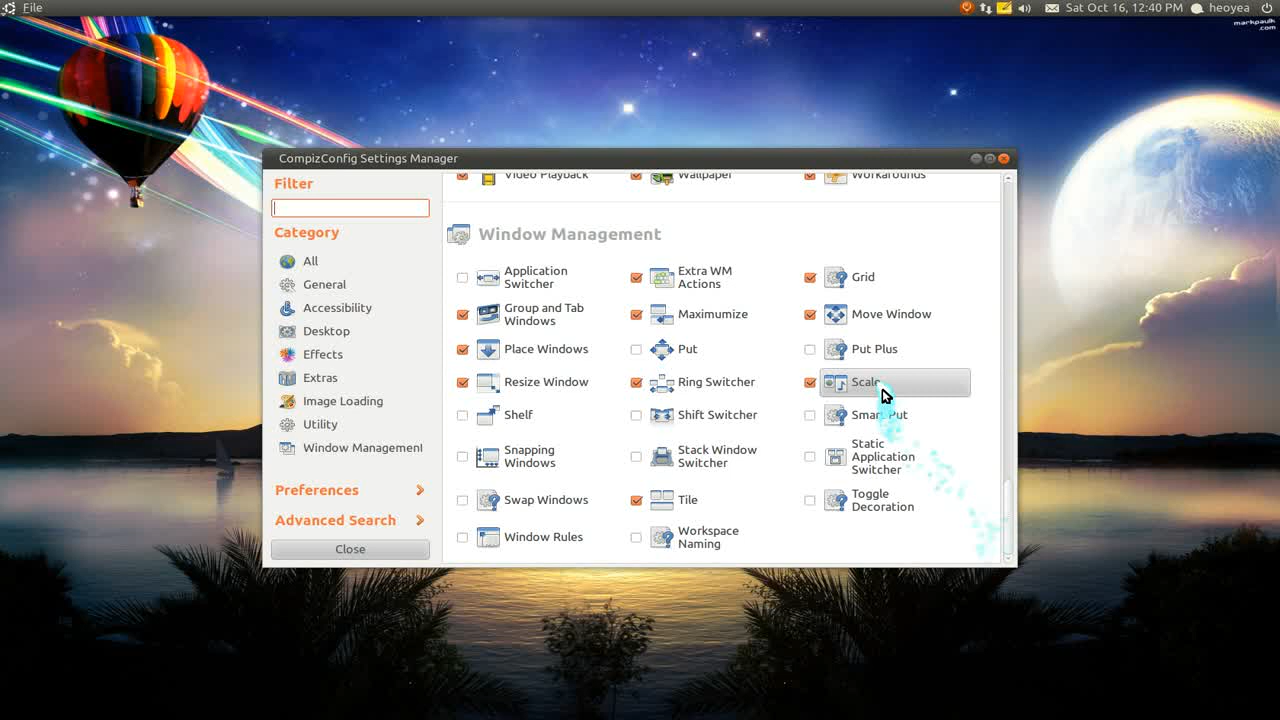 File
Sat Oct 16, 12:40 PM
heoyea
markpaulk
.com
CompizConfig Settings Manager
Filter
Category
All
General
Accessibility
Desktop
Effects
Extras
Image Loading
Utility
Window Management
Preferences
Advanced Search
Close
Video Playback
Wallpaper
Workarounds
Window Management
Application
Switcher
Extra WM
Actions
Grid
Group and Tab
Windows
Maximumize
Move Window
Place Windows
Put
Put Plus
Resize Window
Ring Switcher
Scale
Shelf
Shift Switcher
Smart Put
Snapping
Windows
Stack Window
Switcher
Static
Application
Switcher
Swap Windows
Tile
Toggle
Decoration
Window Rules
Workspace
Naming